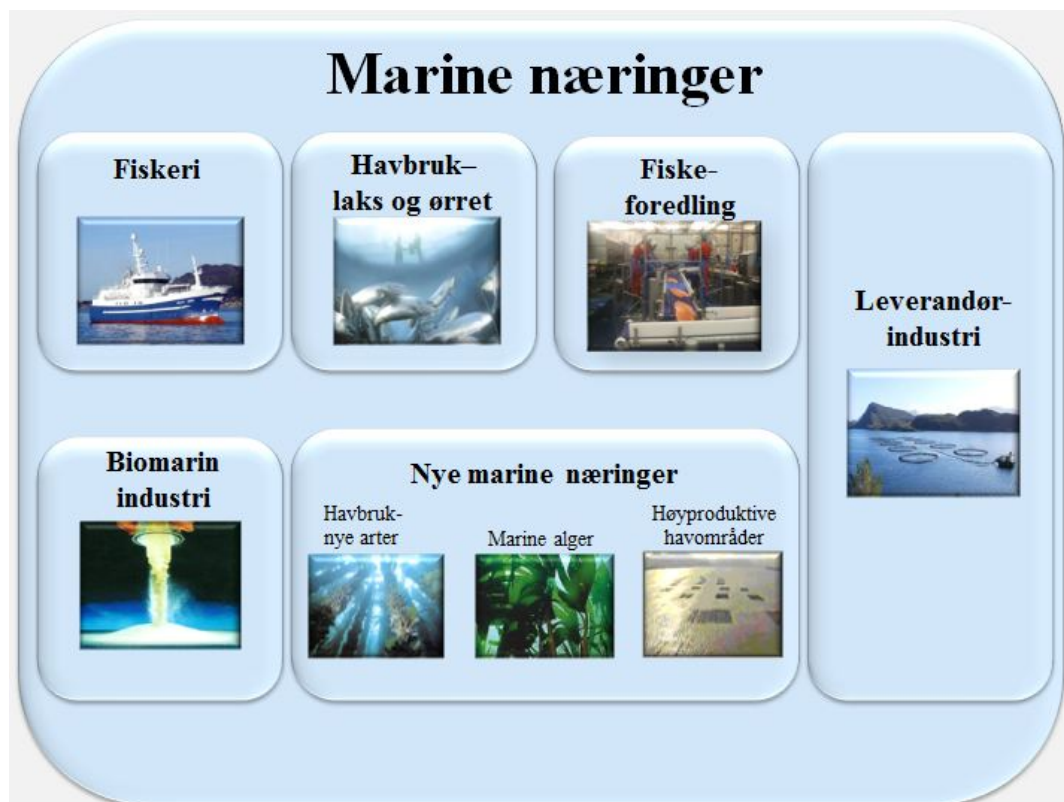 Marine næringer
Fiskeri
Havbruk–
laks og ørret
Fiske-
foredling
Leverandør-
industri
Biomarin
industri
Nye marine næringer
Havbruk-
nye arter
Marine alger
Høyproduktive
havområder